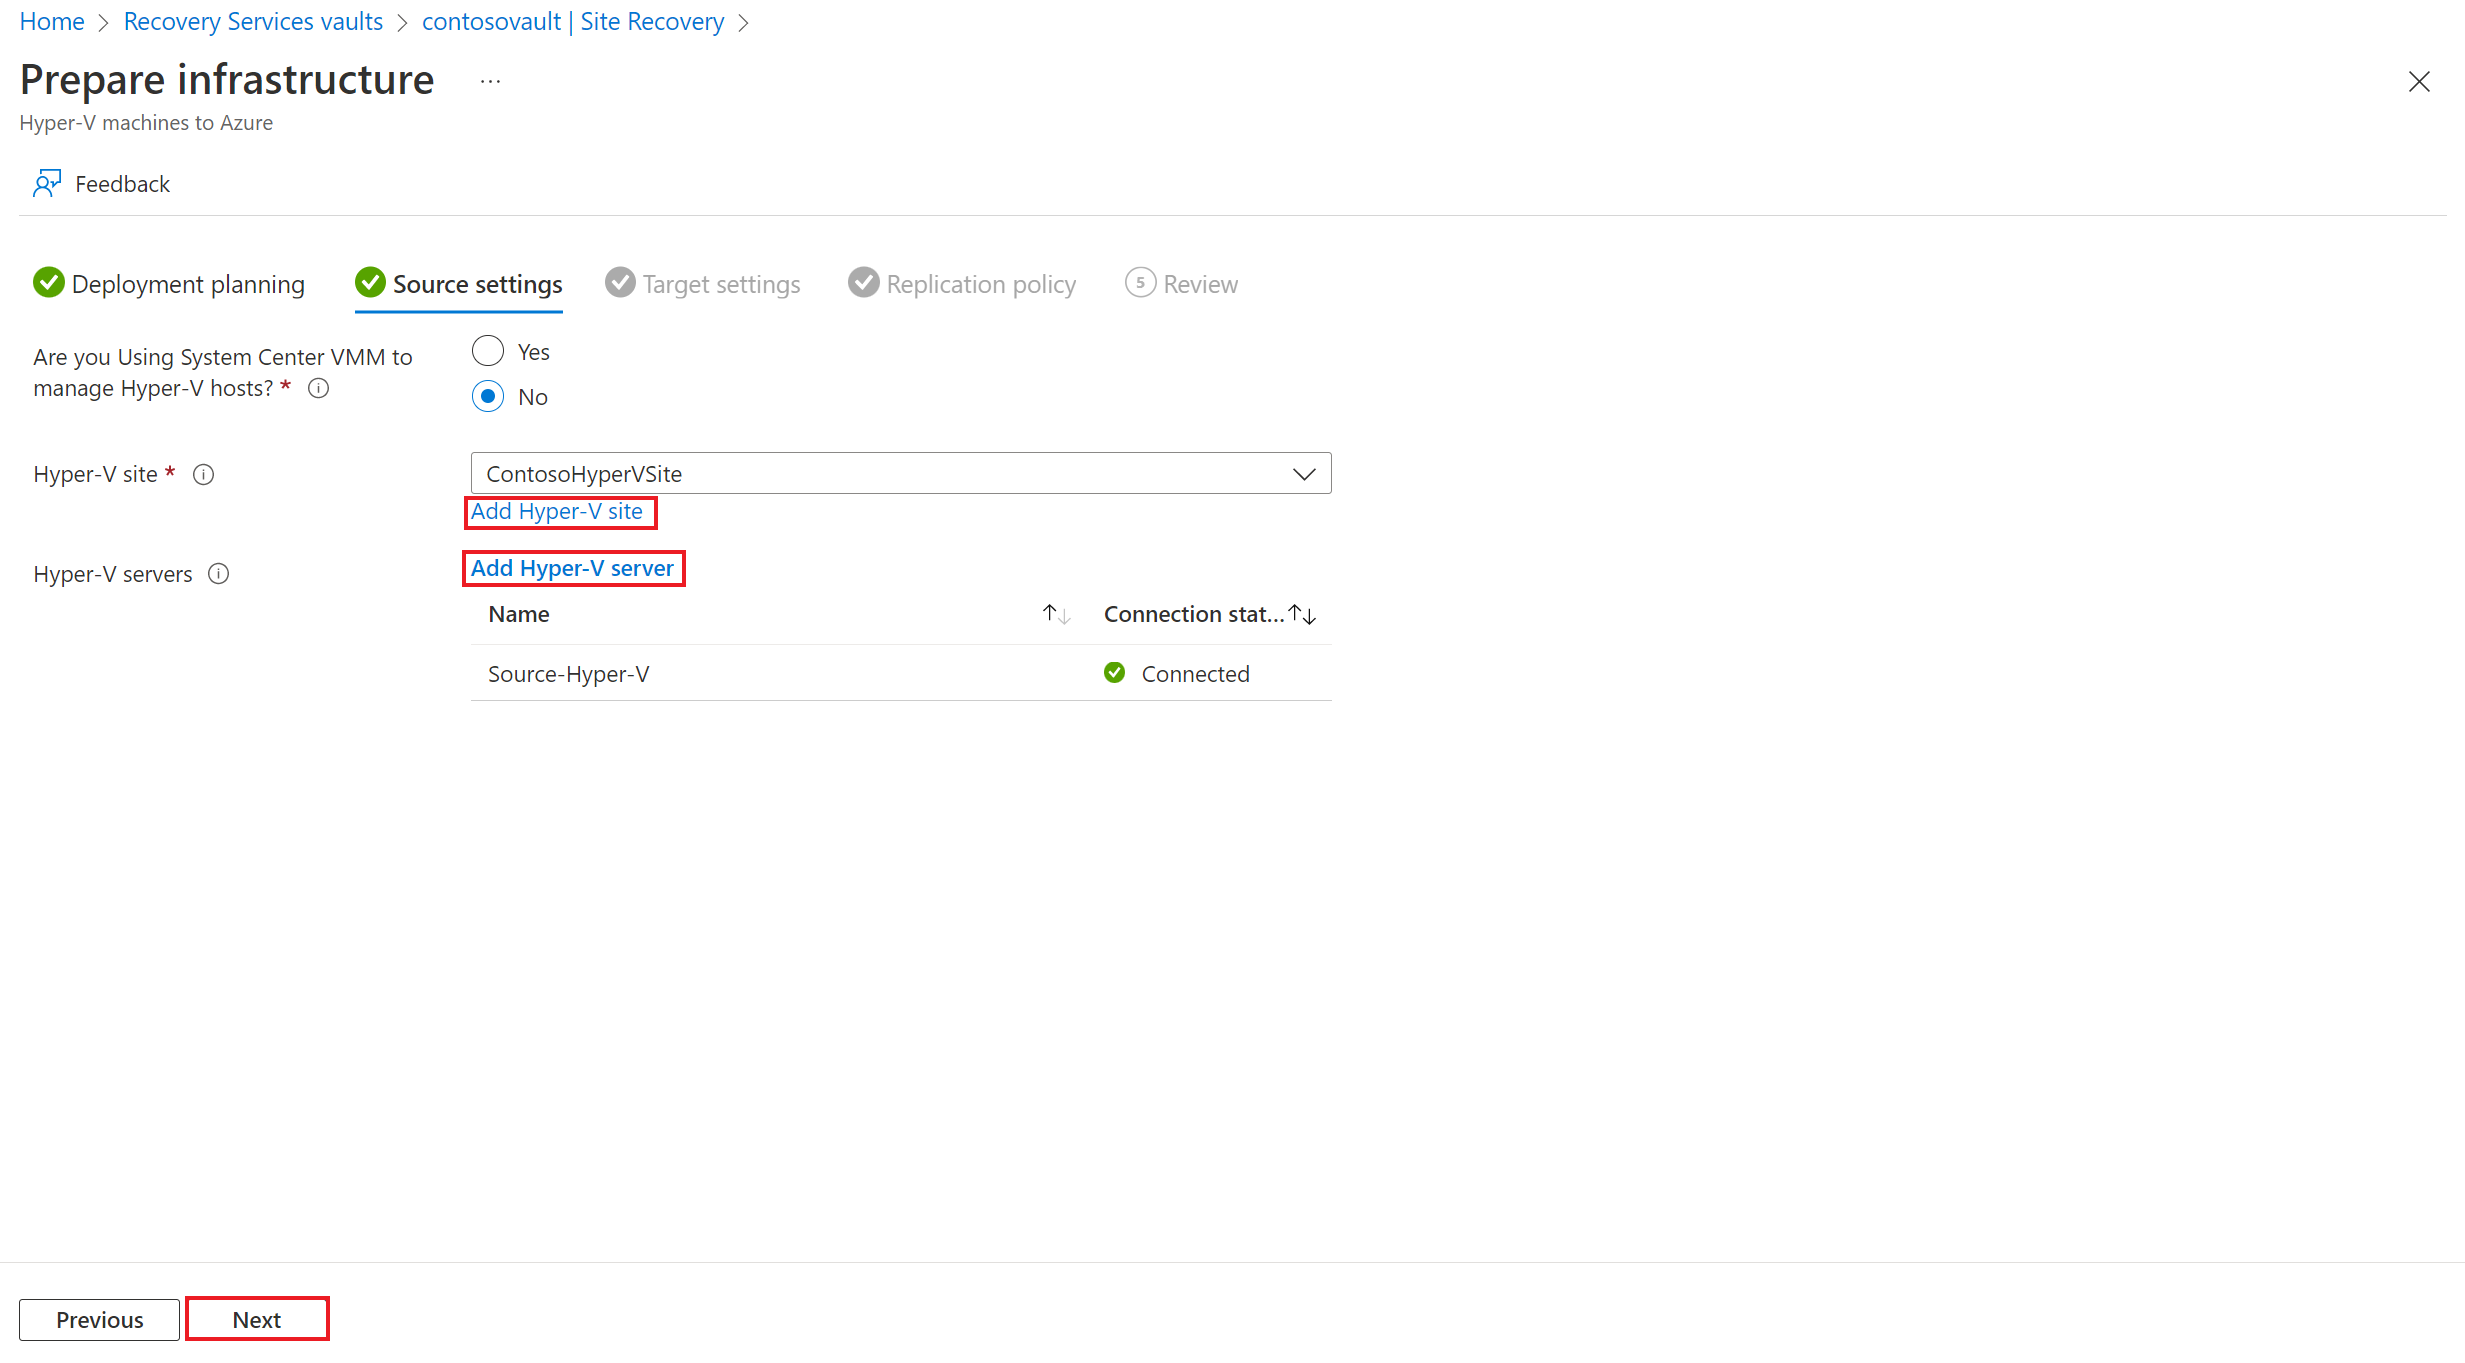 Home > Recovery Services vaults > contosovault | Site Recovery >
Prepare infrastructure ...
Hyper-V machines to Azure
Feedback
Deployment planning Source settings Target settings Replication policy 5 Review
Are you Using System Center VMM to
manage Hyper-V hosts? *
Yes
No
Hyper-V site * ContosoHyperVSite
Add Hyper-V site
Hyper-V servers Add Hyper-V server
Name Connection stat...
Source-Hyper-V Connected
Previous Next